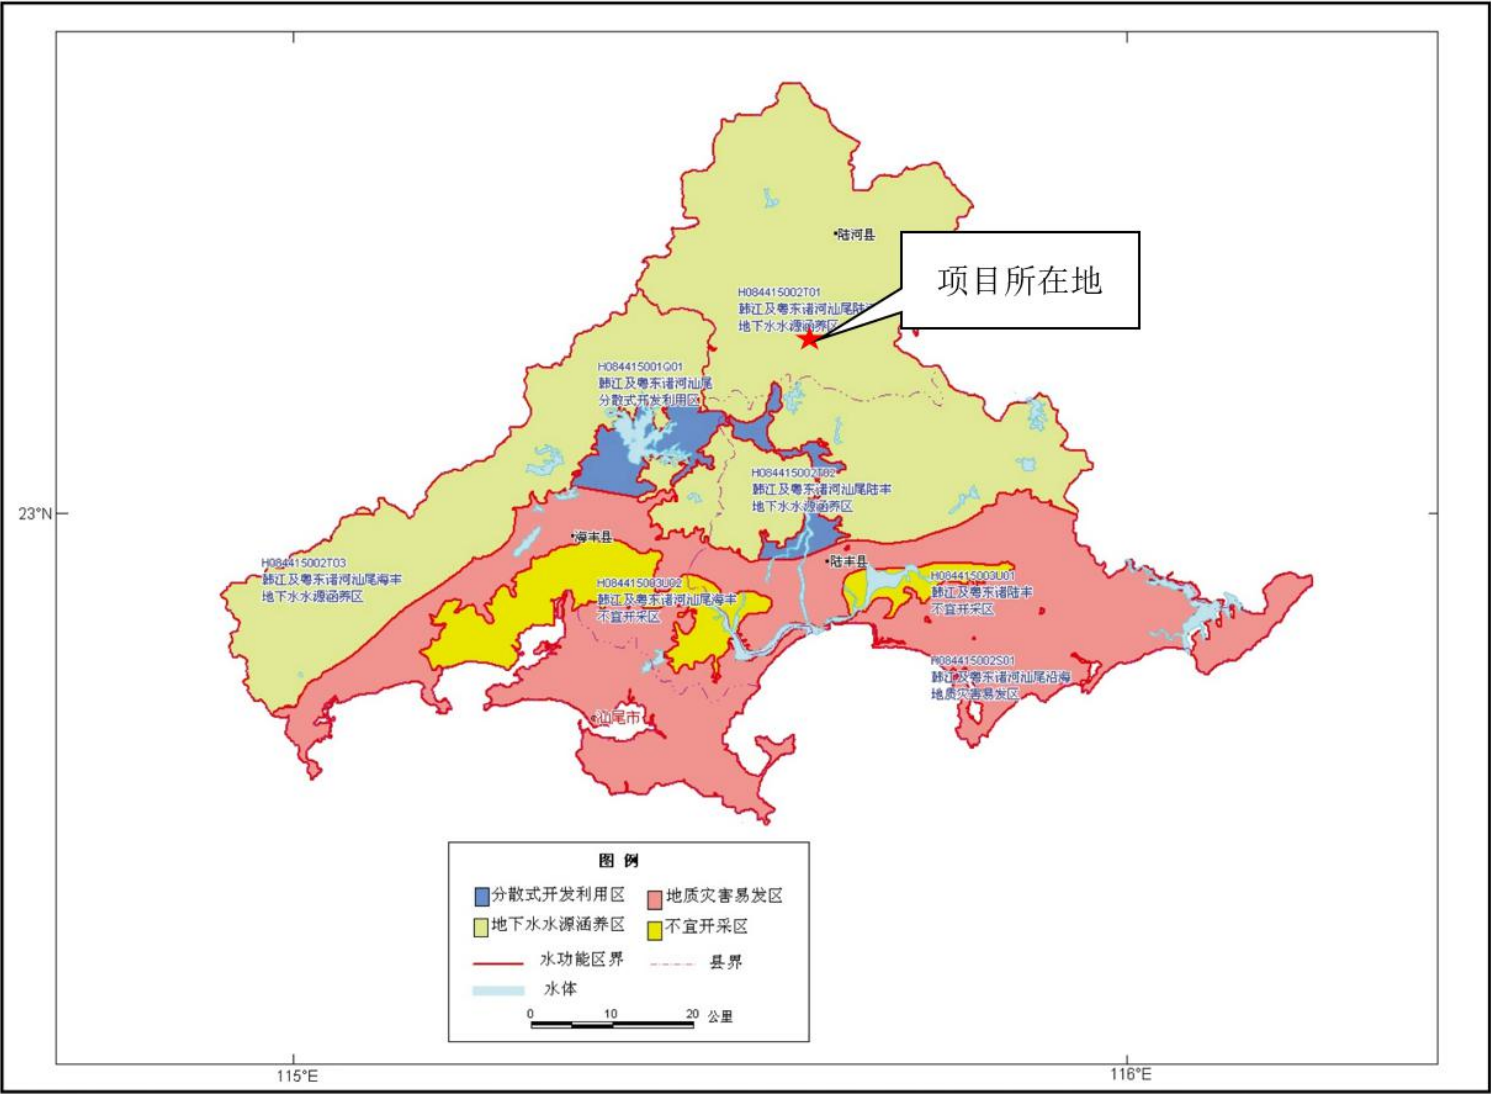 陆河县
项目所在地
H084415002T01
韩江及粤东诸河汕尾陆
地下水水源涵养区
H084415001Q01
韩江及粤东诸河汕尾
分散式开发利用区
H084415002T02
韩江及粤东诸河汕尾陆丰
地下水水源涵养区
23°N
海丰县
陆丰县
H084415002T03
韩江及粤东诸河汕尾海丰
地下水水源涵养区
H084415003U02
韩江及粤东诸河汕尾海丰
不宜开采区
H084415003U01
韩江及粤东诸陆丰
不宜开采区
H084415002S01
韩江及粤东诸河汕尾沿海
地质灾害易发区
汕尾市
图 例
分散式开发利用区
地质灾害易发区
地下水水源涵养区
不宜开采区
水功能区界
县界
水体
0 10 20 公里
115°E
116°E